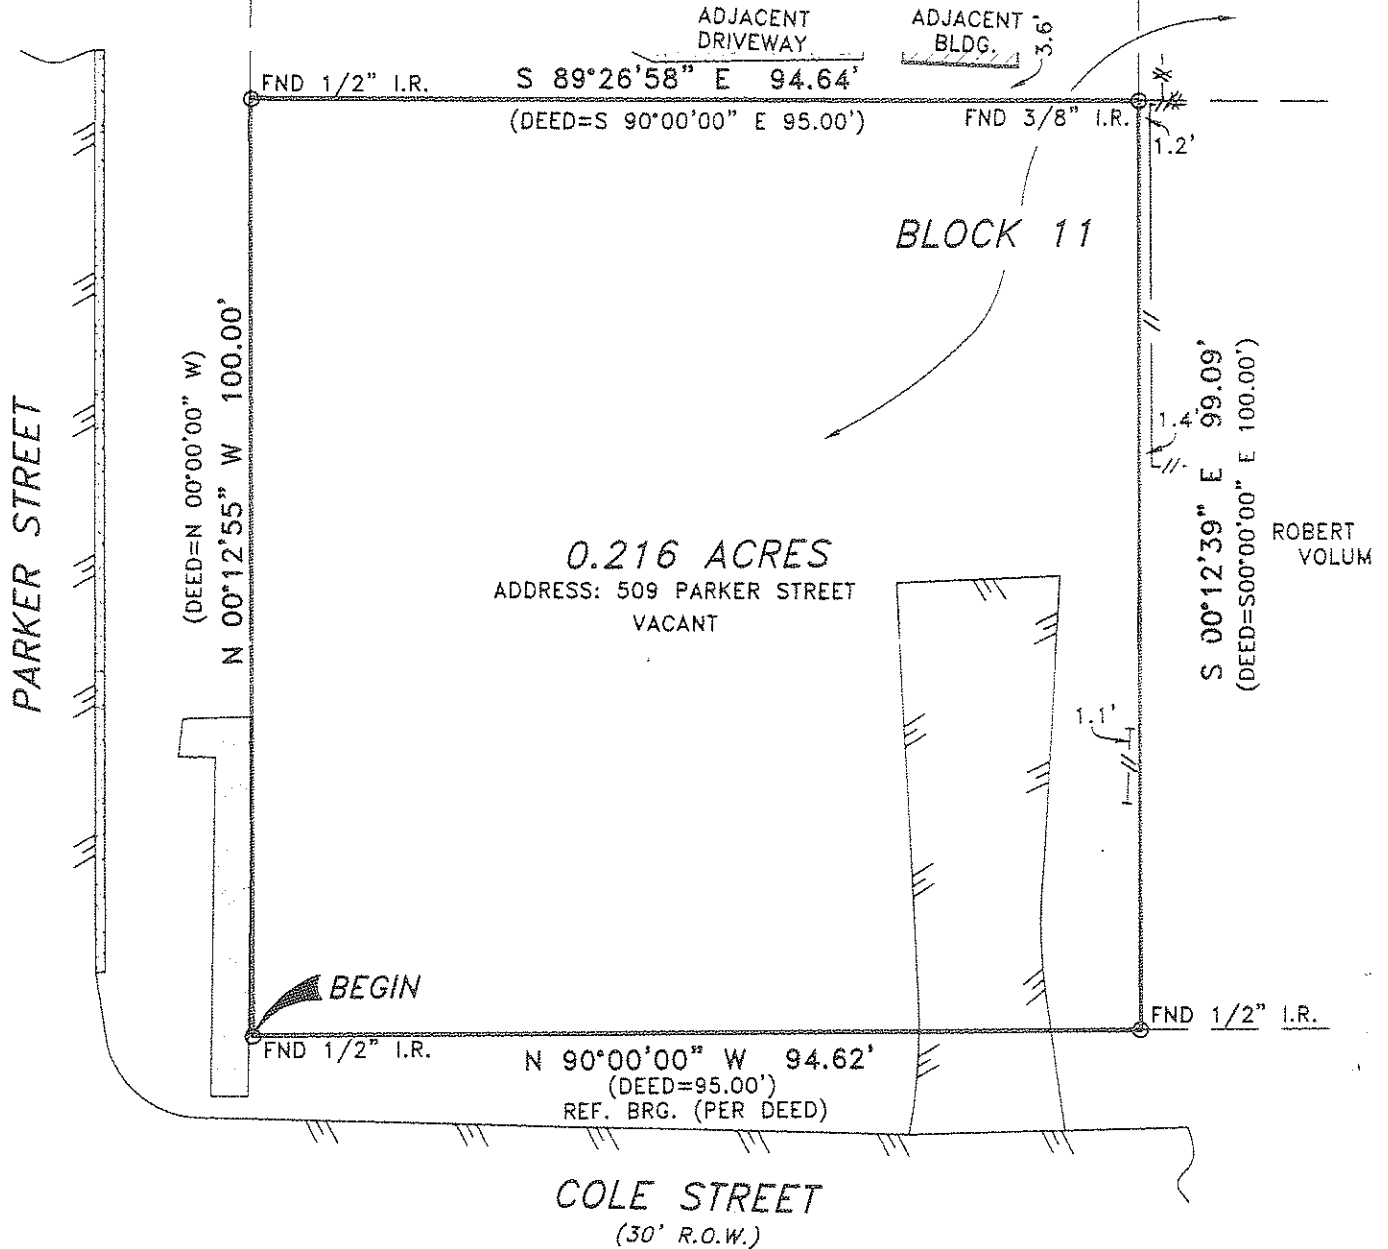 ADJACENT
DRIVEWAY
ADJACENT
BLDG.
3.6'
FND 1/2" I.R.
S 89°26'58" E 94.64'
(DEED=S 90°00'00" E 95.00')
FND 3/8" I.R.
1.2'
BLOCK 11
PARKER STREET
(DEED=N 00°00'00" W)
N 00°12'55" W 100.00'
1.4'
S 00°12'39" E 99.09'
(DEED=S00°00'00" E 100.00')
ROBERT
VOLUM
0.216 ACRES
ADDRESS: 509 PARKER STREET
VACANT
1.1'
BEGIN
FND 1/2" I.R.
FND 1/2" I.R.
N 90°00'00" W 94.62'
(DEED=95.00')
REF. BRG. (PER DEED)
COLE STREET
(30' R.O.W.)